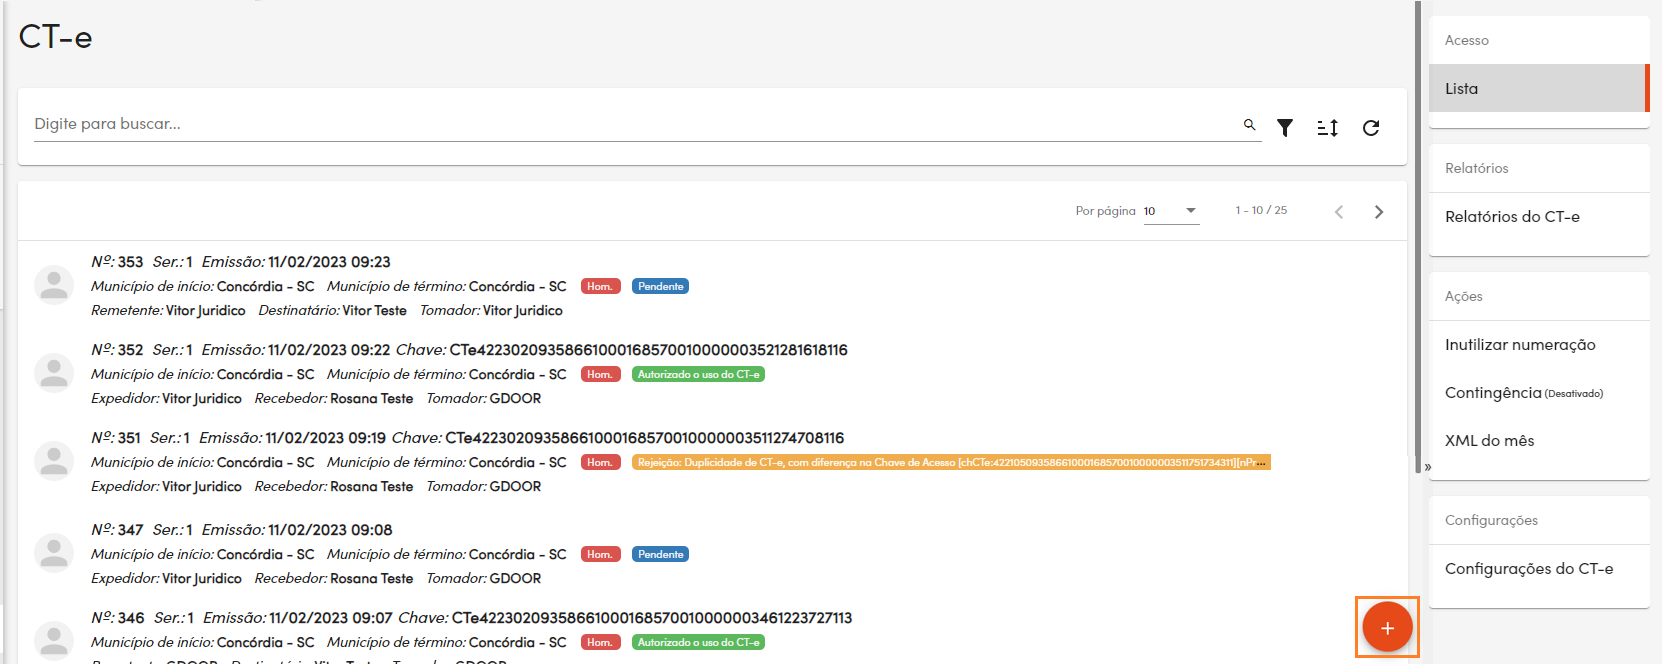 CT-e
Digite para buscar...
Por página 10 1 - 10 / 25
Nº: 353 Ser.: 1 Emissão: 11/02/2023 09:23
Município de início: Concórdia - SC Município de término: Concórdia - SC Hom. Pendente
Remetente: Vitor Juridico Destinatário: Vitor Teste Tomador: Vitor Juridico
Nº: 352 Ser.: 1 Emissão: 11/02/2023 09:22 Chave: CTe42230209358661000168570010000003521281618116
Município de início: Concórdia - SC Município de término: Concórdia - SC Hom. Autorizado o uso do CT-e
Expedidor: Vitor Juridico Recebedor: Rosana Teste Tomador: GDOOR
Nº: 351 Ser.: 1 Emissão: 11/02/2023 09:19 Chave: CTe42230209358661000168570010000003511274708116
Município de início: Concórdia - SC Município de término: Concórdia - SC Hom. Rejeição: Duplicidade de CT-e, com diferença na Chave de Acesso [chCTe:42210509358661000168570010000003511751734311][nPr...
Expedidor: Vitor Juridico Recebedor: Rosana Teste Tomador: GDOOR
Nº: 347 Ser.: 1 Emissão: 11/02/2023 09:08
Município de início: Concórdia - SC Município de término: Concórdia - SC Hom. Pendente
Expedidor: Vitor Juridico Recebedor: Rosana Teste Tomador: GDOOR
Nº: 346 Ser.: 1 Emissão: 11/02/2023 09:07 Chave: CTe42230209358661000168570010000003461223727113
Município de início: Concórdia - SC Município de término: Concórdia - SC Hom. Autorizado o uso do CT-e
Acesso
Lista
Relatórios
Relatórios do CT-e
Ações
Inutilizar numeração
Contingência (Desativado)
XML do mês
»
Configurações
Configurações do CT-e
+